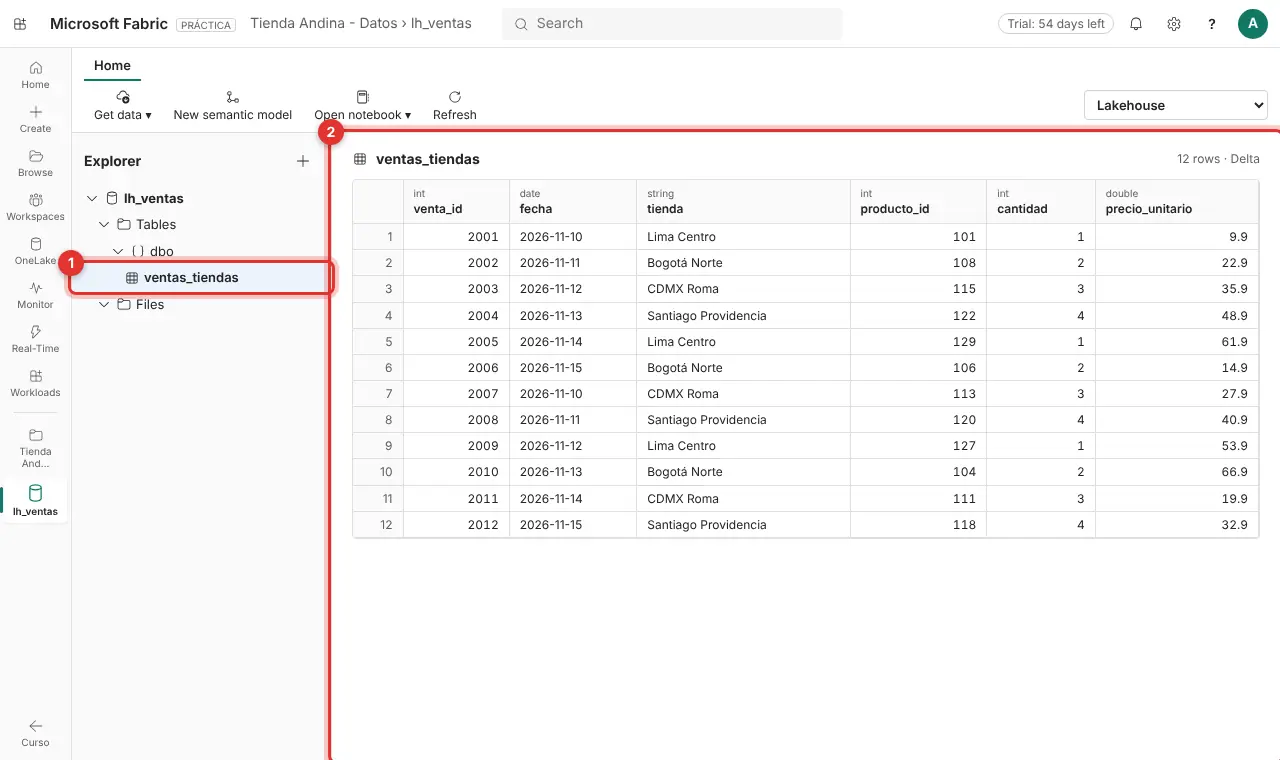 Microsoft Fabric PRÁCTICA Tienda Andina - Datos › lh_ventas Search Trial: 54 days left ? A
Home
Create
Browse
Workspaces
OneLake
Monitor
Real-Time
Workloads
Tienda
And...
lh_ventas
Curso
Home
Get data ▾ New semantic model Open notebook ▾ Refresh Lakehouse
Explorer
lh_ventas
Tables
dbo
1
ventas_tiendas
Files
2
ventas_tiendas 12 rows · Delta
int date string int int double
venta_id fecha tienda producto_id cantidad precio_unitario
1 2001 2026-11-10 Lima Centro 101 1 9.9
2 2002 2026-11-11 Bogotá Norte 108 2 22.9
3 2003 2026-11-12 CDMX Roma 115 3 35.9
4 2004 2026-11-13 Santiago Providencia 122 4 48.9
5 2005 2026-11-14 Lima Centro 129 1 61.9
6 2006 2026-11-15 Bogotá Norte 106 2 14.9
7 2007 2026-11-10 CDMX Roma 113 3 27.9
8 2008 2026-11-11 Santiago Providencia 120 4 40.9
9 2009 2026-11-12 Lima Centro 127 1 53.9
10 2010 2026-11-13 Bogotá Norte 104 2 66.9
11 2011 2026-11-14 CDMX Roma 111 3 19.9
12 2012 2026-11-15 Santiago Providencia 118 4 32.9